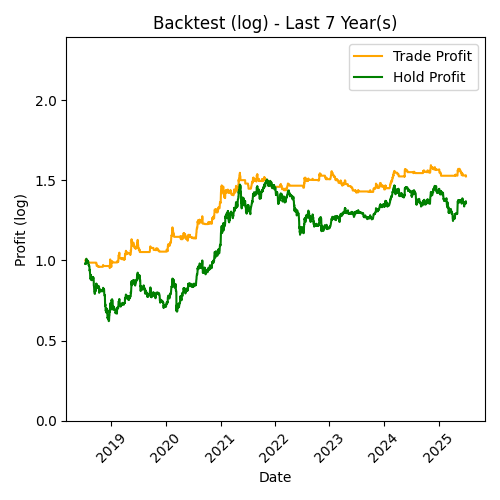 Backtest (log) - Last 7 Year(s)
Trade Profit
Hold Profit
Profit (log)
2.0
1.5
1.0
0.5
0.0
2019
2020
2021
2022
2023
2024
2025
Date